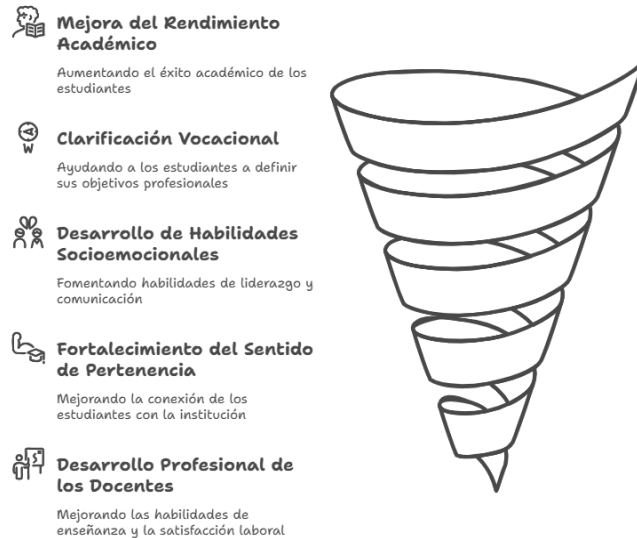 Mejora del Rendimiento
Académico
Aumentando el éxito académico de los
estudiantes
W
Clarificación Vocacional
Ayudando a los estudiantes a definir
sus objetivos profesionales
Desarrollo de Habilidades
Socioemocionales
Fomentando habilidades de liderazgo y
comunicación
Fortalecimiento del Sentido
de Pertenencia
Mejorando la conexión de los
estudiantes con la institución
Desarrollo Profesional de
los Docentes
Mejorando las habilidades de
enseñanza y la satisfacción laboral